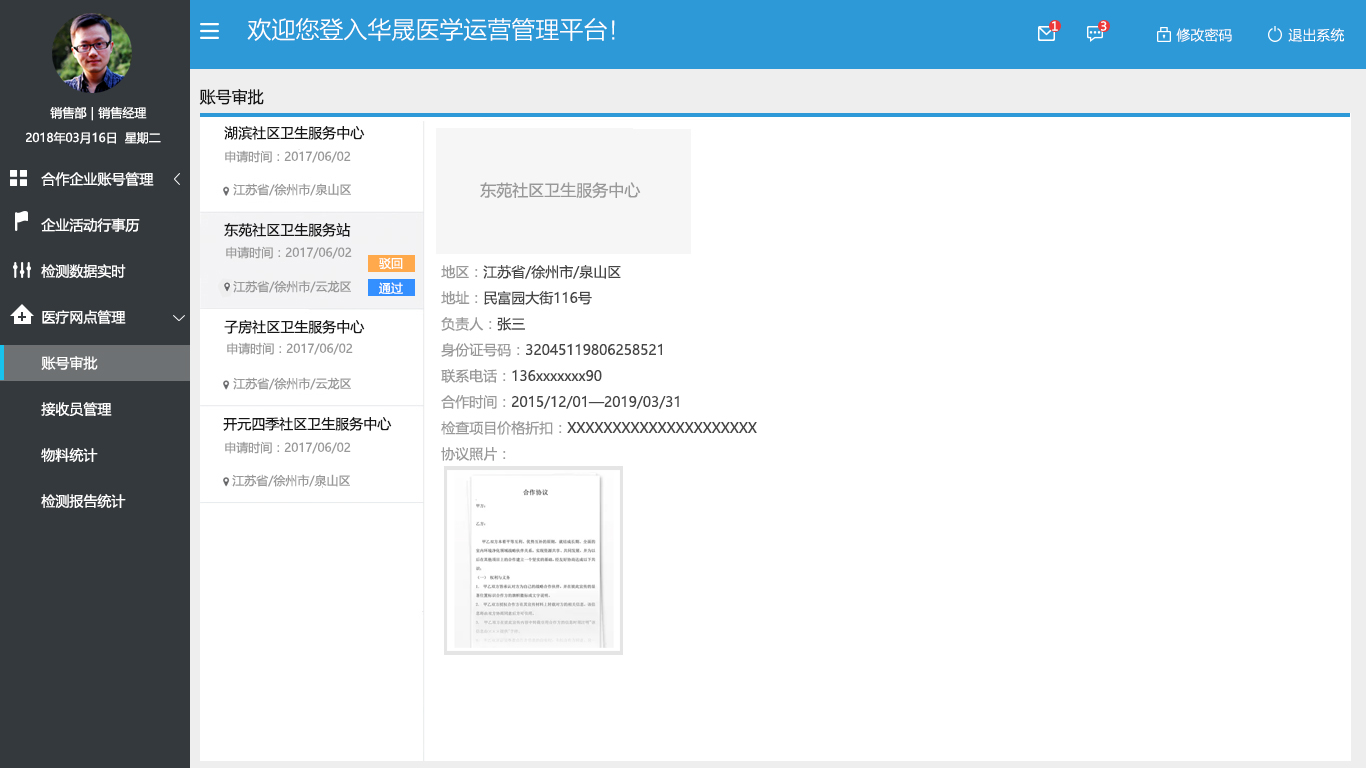 欢迎您登入华晟医学运营管理平台！
1
3
修改密码
退出系统
销售部 | 销售经理
2018年03月16日 星期二
合作企业账号管理
企业活动行事历
检测数据实时
医疗网点管理
账号审批
接收员管理
物料统计
检测报告统计
账号审批
湖滨社区卫生服务中心
申请时间：2017/06/02
江苏省/徐州市/泉山区
东苑社区卫生服务站
申请时间：2017/06/02
驳回
江苏省/徐州市/云龙区
通过
子房社区卫生服务中心
申请时间：2017/06/02
江苏省/徐州市/云龙区
开元四季社区卫生服务中心
申请时间：2017/06/02
江苏省/徐州市/泉山区
东苑社区卫生服务中心
地区：江苏省/徐州市/泉山区
地址：民富园大街116号
负责人：张三
身份证号码：32045119806258521
联系电话：136xxxxxxx90
合作时间：2015/12/01—2019/03/31
检查项目价格折扣：XXXXXXXXXXXXXXXXXXXXX
协议照片：
合作协议
甲方：
乙方：